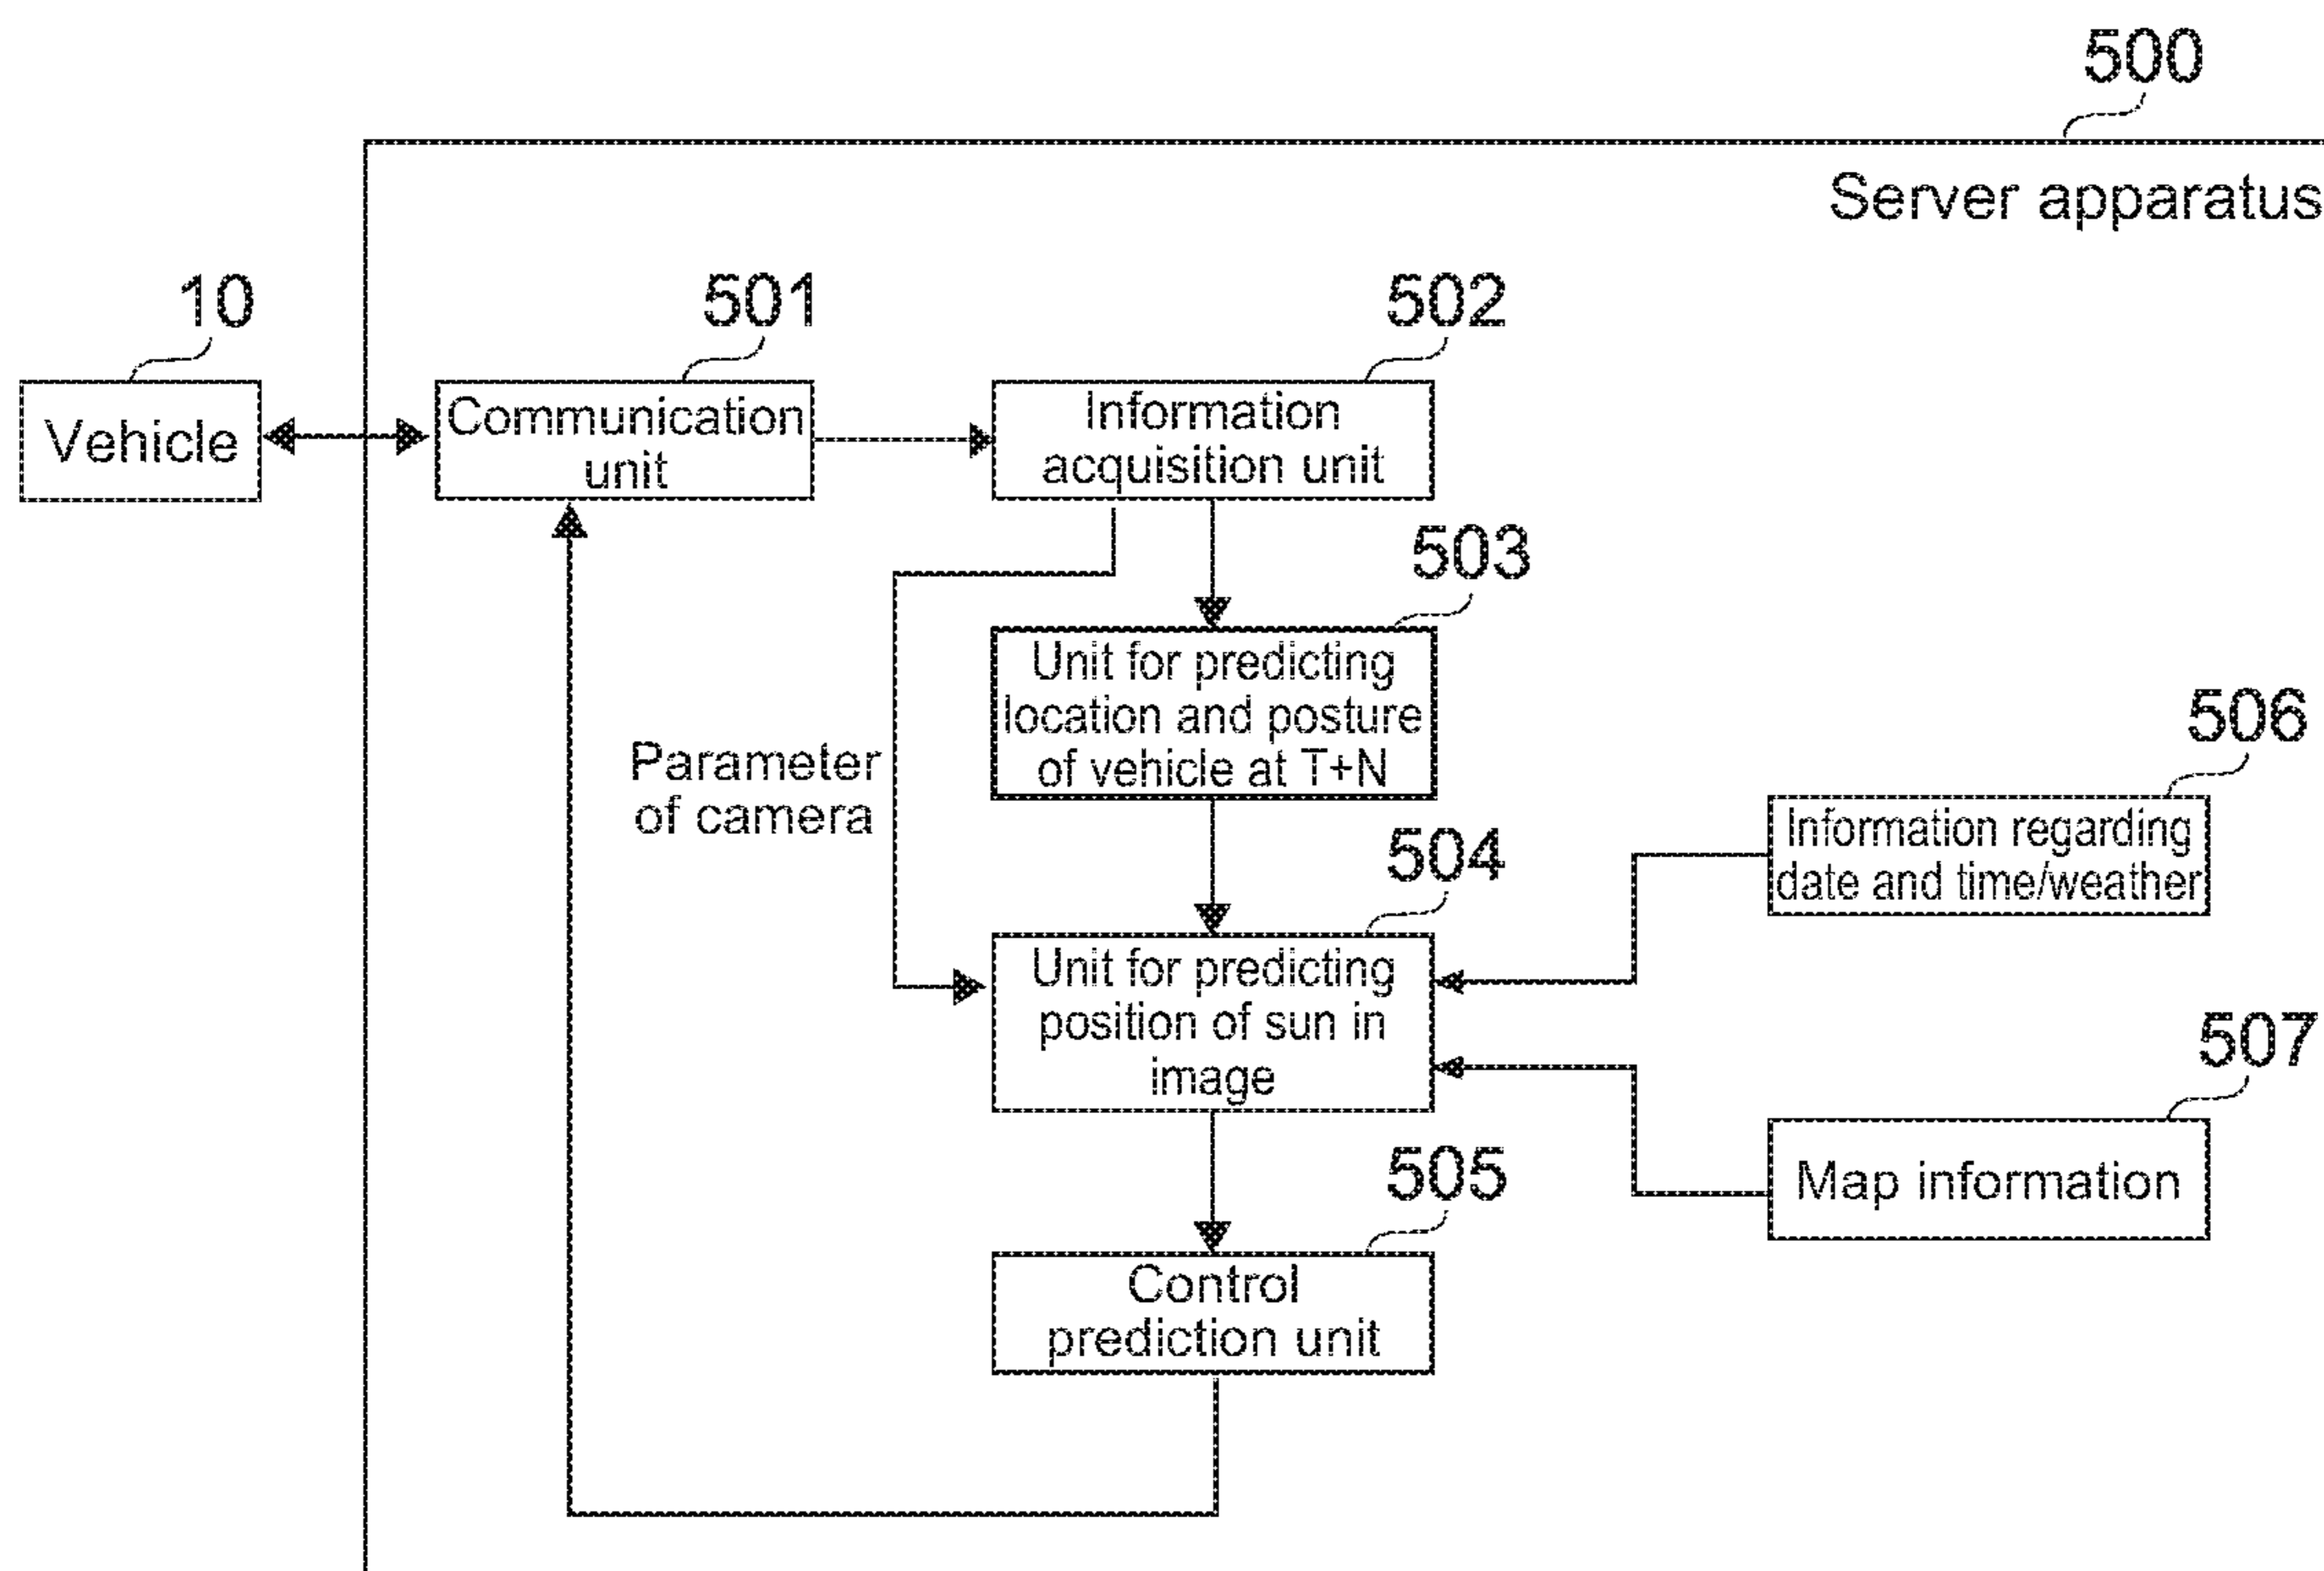 500
Server apparatus
10
501
502
Vehicle
Communication
unit
Information
acquisition unit
503
Unit for predicting
location and posture
of vehicle at T+N
Parameter
of camera
506
Information regarding
date and time/weather
504
Unit for predicting
position of sun in
image
507
Map information
505
Control
prediction unit